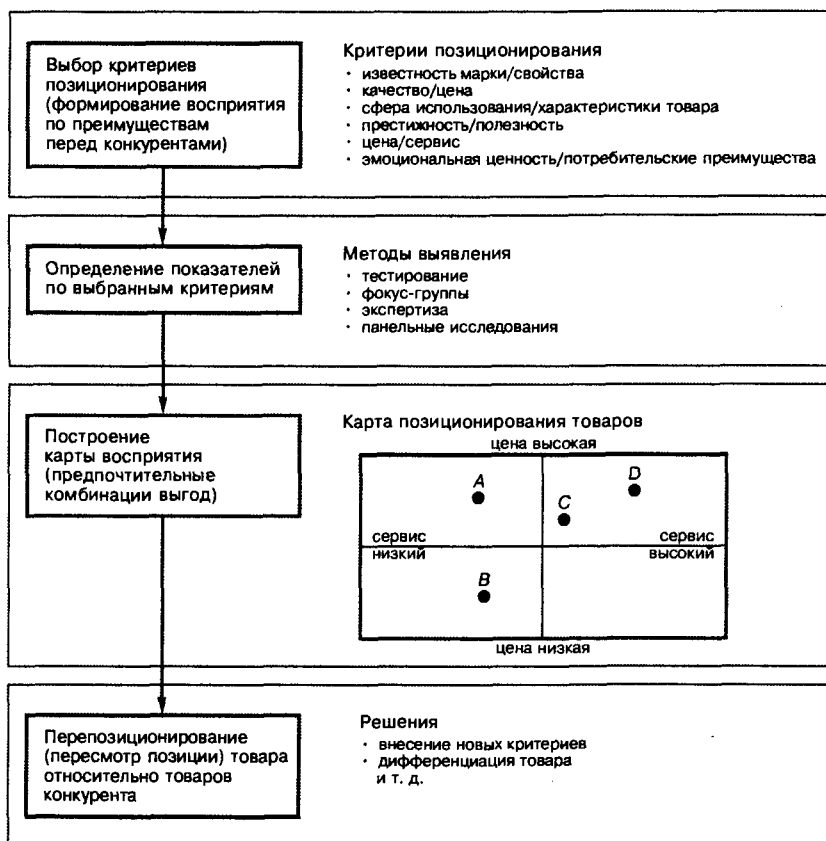 Выбор критериев
позиционирования
(формирование восприятия
по преимуществам
перед конкурентами)
Критерии позиционирования
· известность марки/свойства
· качество/цена
· сфера использования/характеристики товара
· престижность/полезность
· цена/сервис
· эмоциональная ценность/потребительские преимущества
Определение показателей
по выбранным критериям
Методы выявления
· тестирование
· фокус-группы
· экспертиза
· панельные исследования
Построение
карты восприятия
(предпочтительные
комбинации выгод)
Карта позиционирования товаров
цена высокая
A
D
C
сервис
низкий
сервис
высокий
B
цена низкая
Перепозиционирование
(пересмотр позиции) товара
относительно товаров
конкурента
Решения
· внесение новых критериев
· дифференциация товара
и т. д.